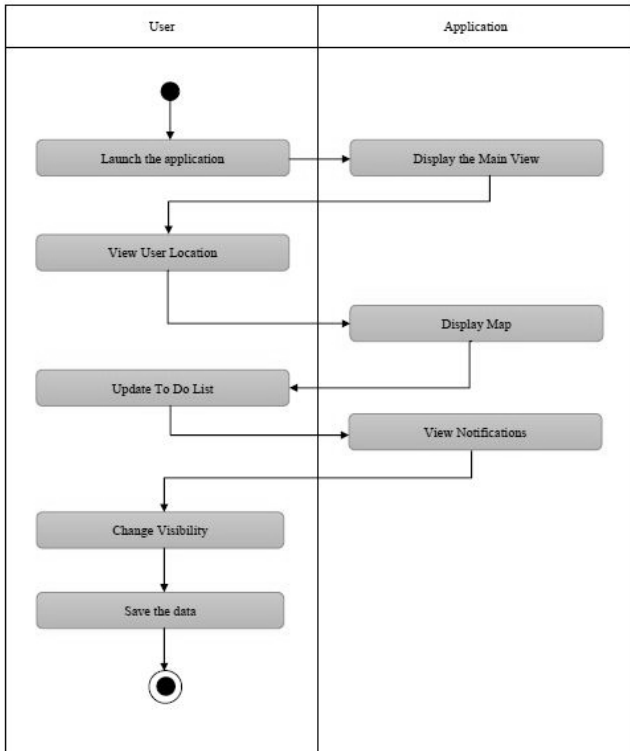 User
Application
Launch the application
Display the Main View
View User Location
Display Map
Update To Do List
View Notifications
Change Visibility
Save the data